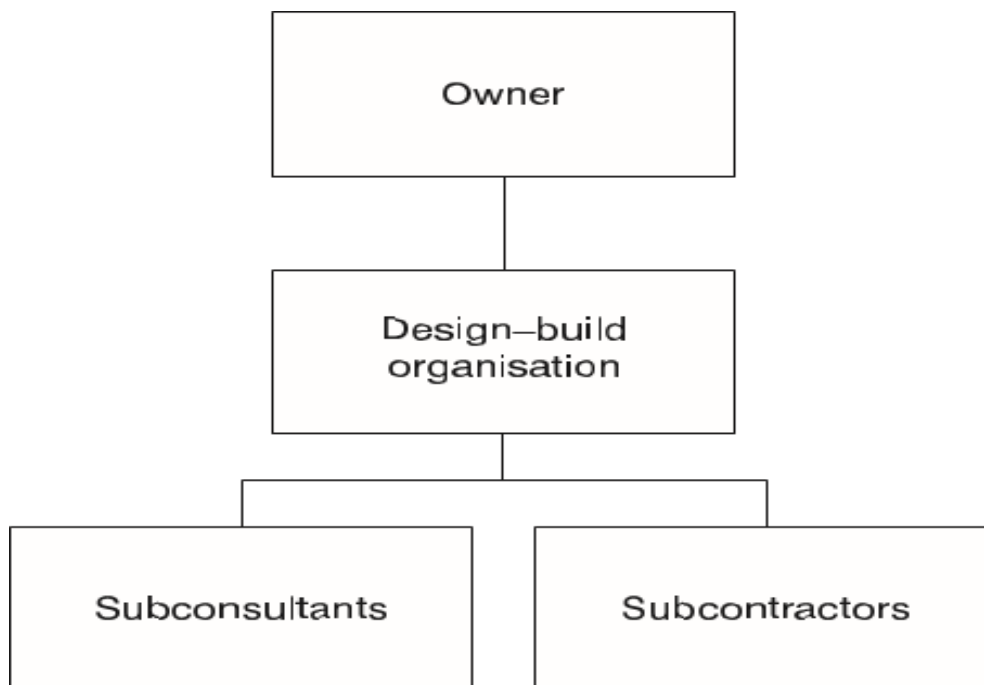 Owner
Design–build
organisation
Subconsultants
Subcontractors